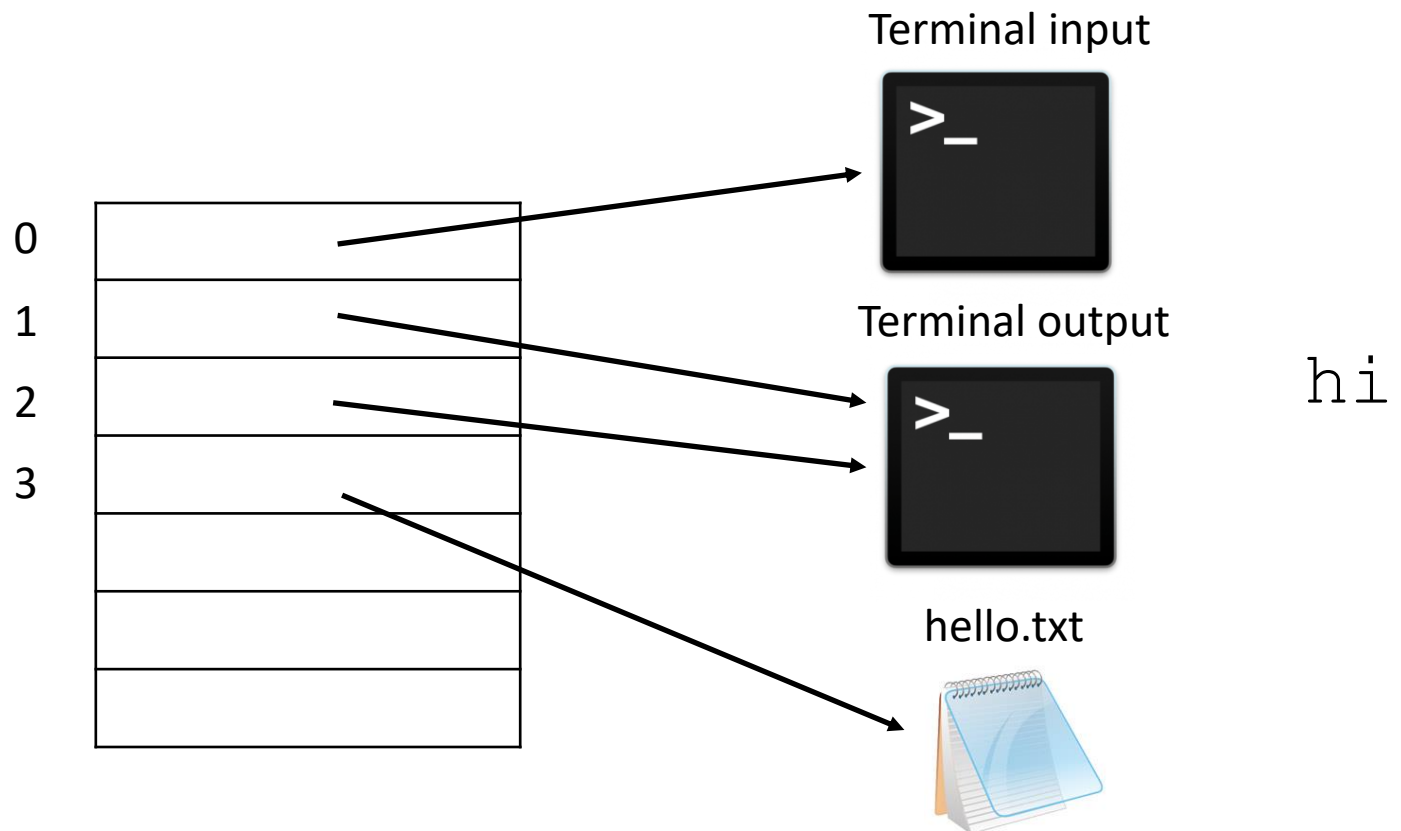 Terminal input
>_
0
1
Terminal output
>_
hi
2
3
hello.txt